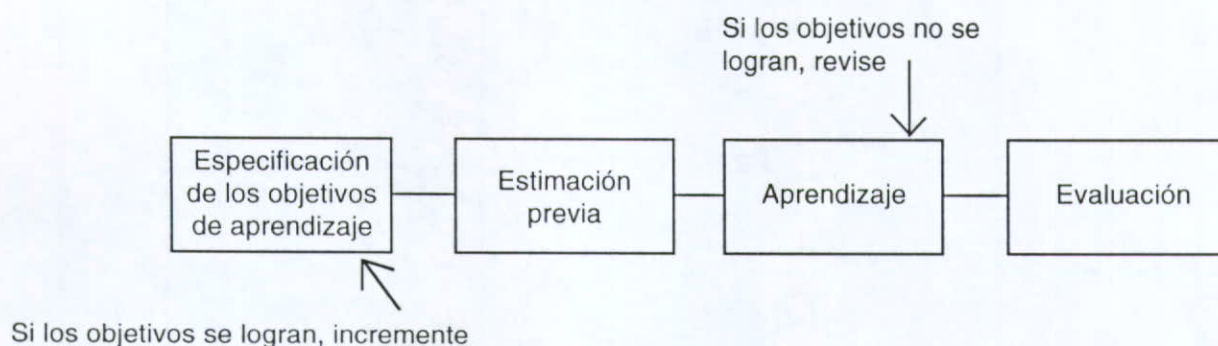 Si los objetivos no se
logran, revise
Especificación
de los objetivos
de aprendizaje
Estimación
previa
Aprendizaje
Evaluación
Si los objetivos se logran, incremente